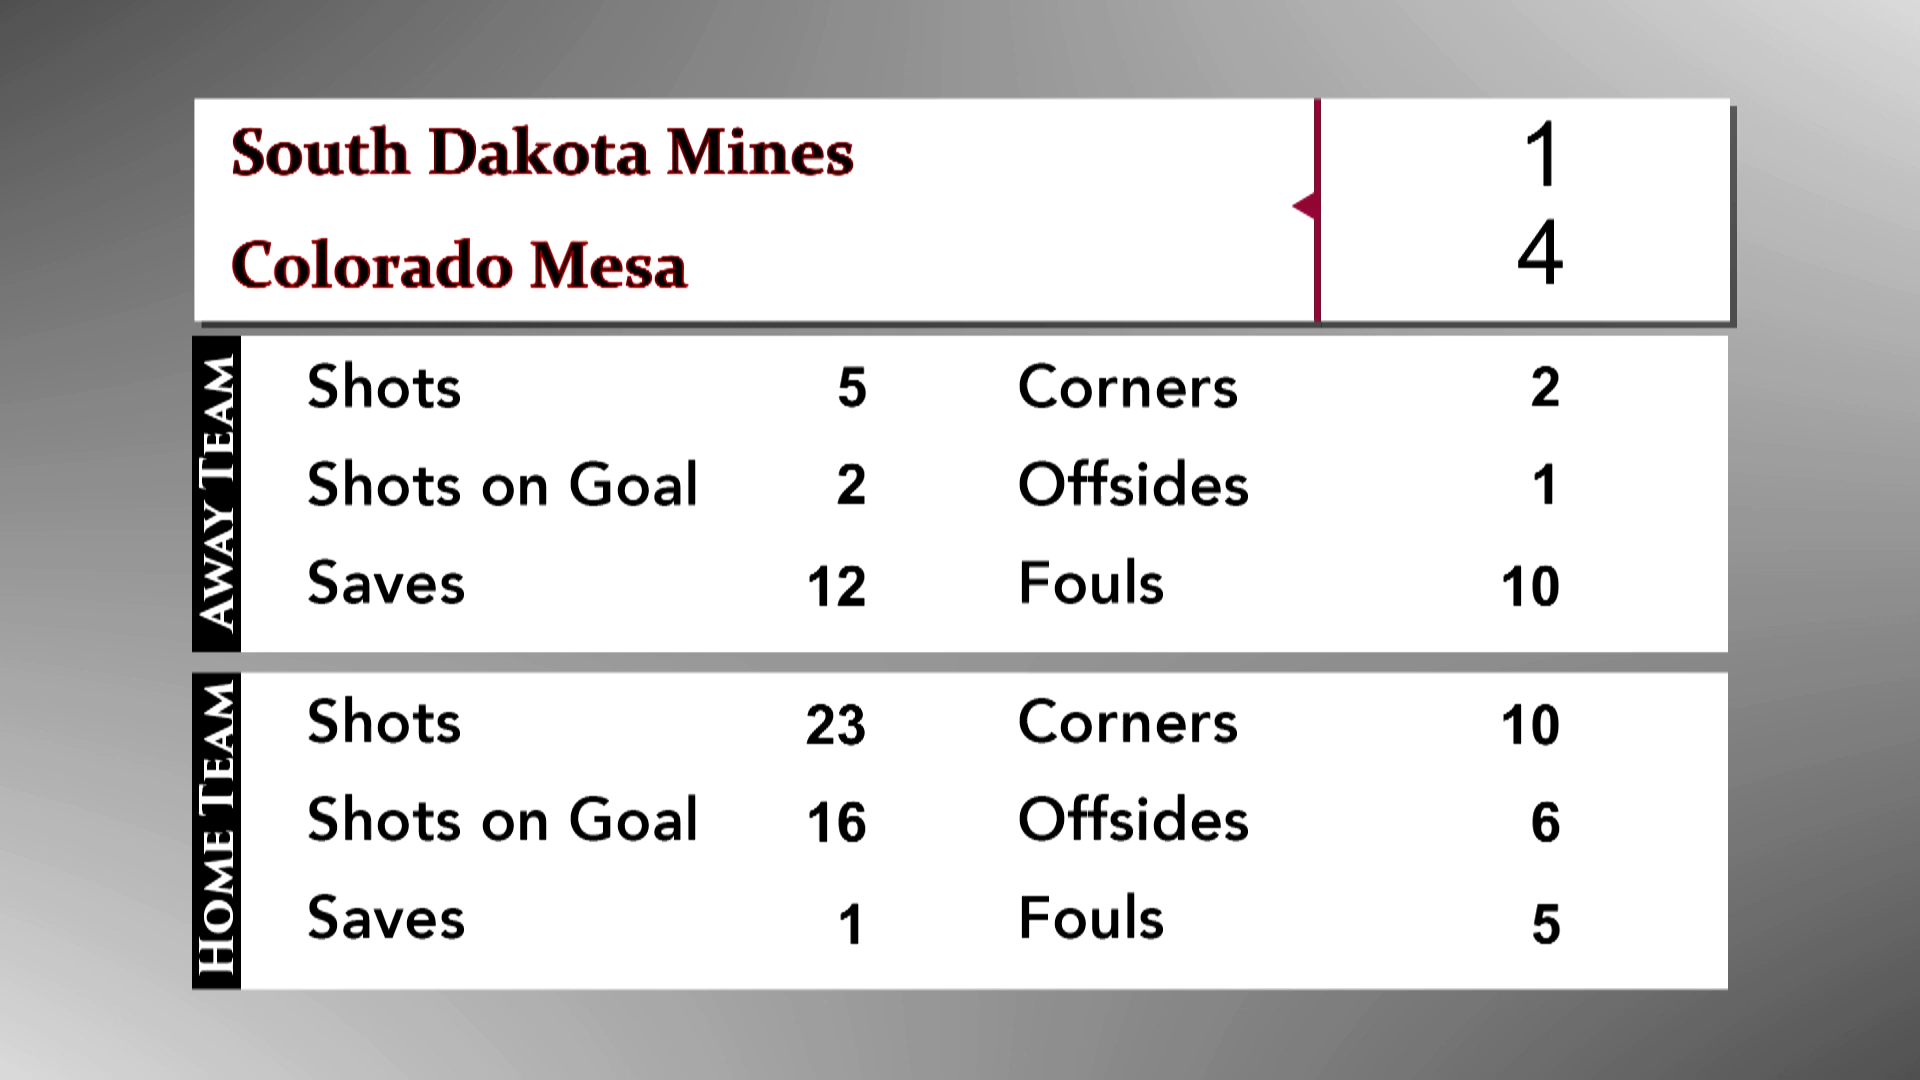 South Dakota Mines 1
Colorado Mesa 4
AWAY TEAM
Shots 5 Corners 2
Shots on Goal 2 Offsides 1
Saves 12 Fouls 10
HOME TEAM
Shots 23 Corners 10
Shots on Goal 16 Offsides 6
Saves 1 Fouls 5